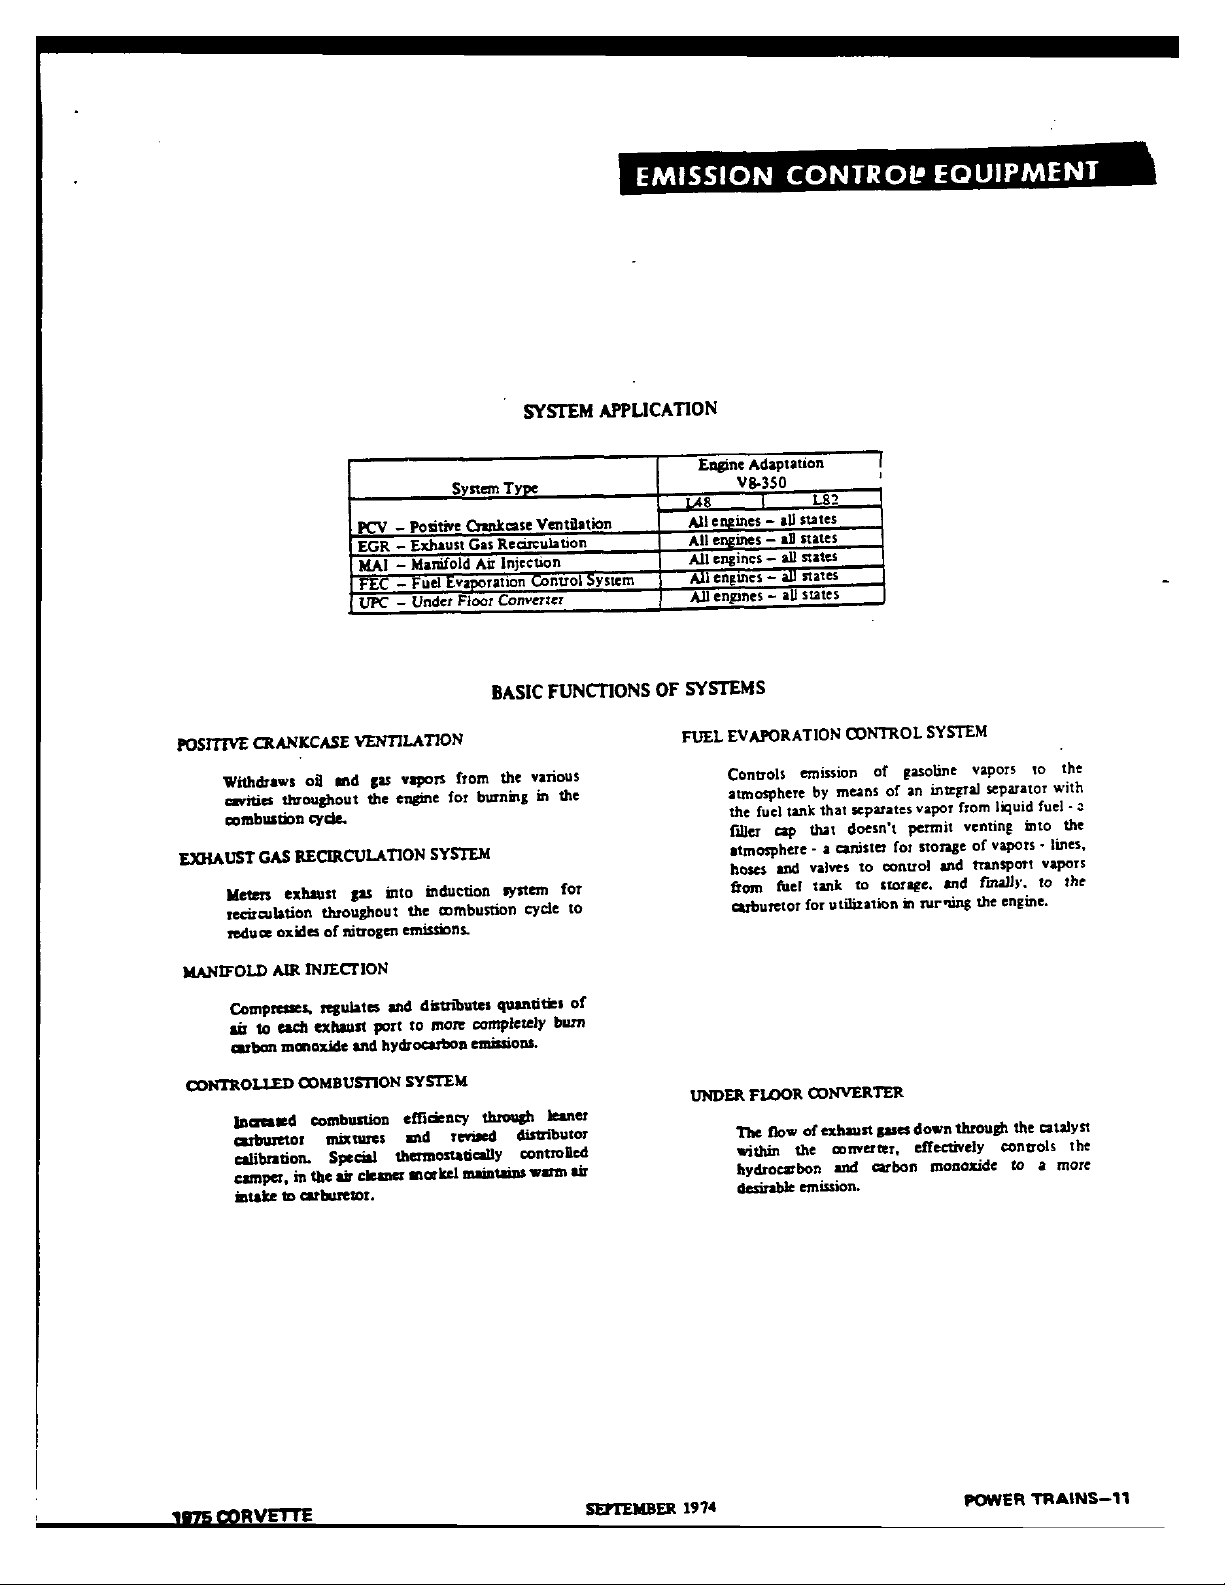 EMISSION CONTROL EQUIPMENT
SYSTEM APPLICATION
System Type
Engine Adaptation
V8-350
L48 L82
PCV – Positive Crankcase Ventilation All engines – all states
EGR – Exhaust Gas Recirculation All engines – all states
MAI – Manifold Air Injection All engines – all states
FEC – Fuel Evaporation Control System All engines – all states
UPC – Under Floor Converter All engines – all states
BASIC FUNCTIONS OF SYSTEMS
POSITIVE CRANKCASE VENTILATION
Withdraws oil and gas vapors from the various
cavities throughout the engine for burning in the
combustion cycle.
EXHAUST GAS RECIRCULATION SYSTEM
Meters exhaust gas into induction system for
recirculation throughout the combustion cycle to
reduce oxides of nitrogen emissions.
MANIFOLD AIR INJECTION
Compresses, regulates and distributes quantities of
air to each exhaust port to more completely burn
carbon monoxide and hydrocarbon emissions.
CONTROLLED COMBUSTION SYSTEM
Increased combustion efficiency through leaner
carburetor mixtures and revised distributor
calibration. Special thermostatically controlled
camper, in the air cleaner snorkel maintains warm air
intake to carburetor.
FUEL EVAPORATION CONTROL SYSTEM
Controls emission of gasoline vapors to the
atmosphere by means of an integral separator with
the fuel tank that separates vapor from liquid fuel - a
filler cap that doesn't permit venting into the
atmosphere - a canister for storage of vapors - lines,
hoses and valves to control and transport vapors
from fuel tank to storage, and finally, to the
carburetor for utilization in running the engine.
UNDER FLOOR CONVERTER
The flow of exhaust gases down through the catalyst
within the converter, effectively controls the
hydrocarbon and carbon monoxide to a more
desirable emission.
1975 CORVETTE
SEPTEMBER 1974
POWER TRAINS–11